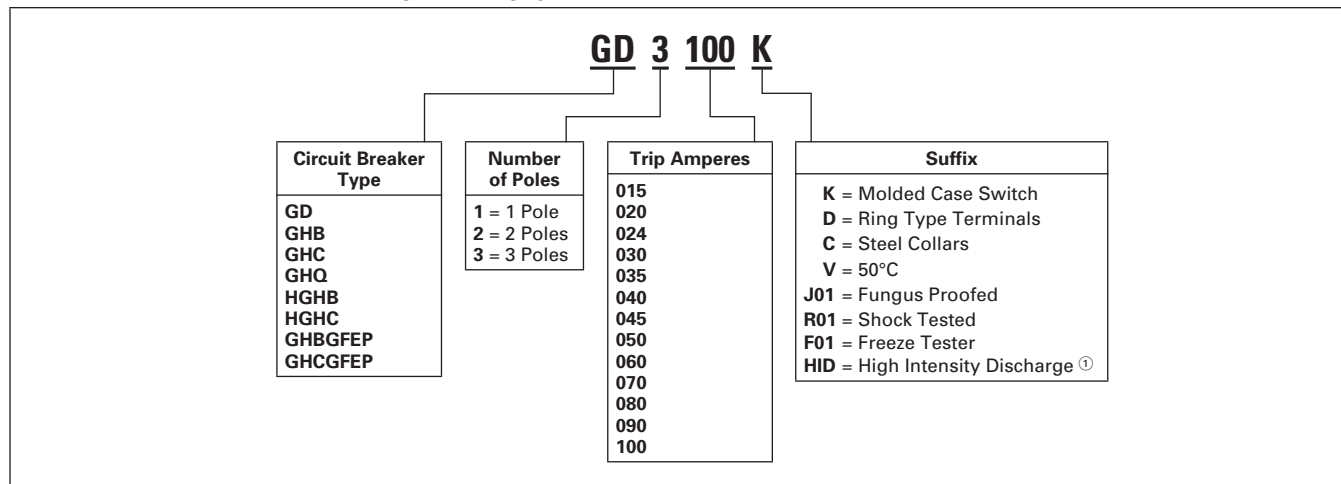 GD 3 100 K
Circuit Breaker
Type
GD
GHB
GHC
GHQ
HGHB
HGHC
GHBGFEP
GHCGFEP
Number
of Poles
1 = 1 Pole
2 = 2 Poles
3 = 3 Poles
Trip Amperes
015
020
024
030
035
040
045
050
060
070
080
090
100
Suffix
K = Molded Case Switch
D = Ring Type Terminals
C = Steel Collars
V = 50°C
J01 = Fungus Proofed
R01 = Shock Tested
F01 = Freeze Tester
HID = High Intensity Discharge ①